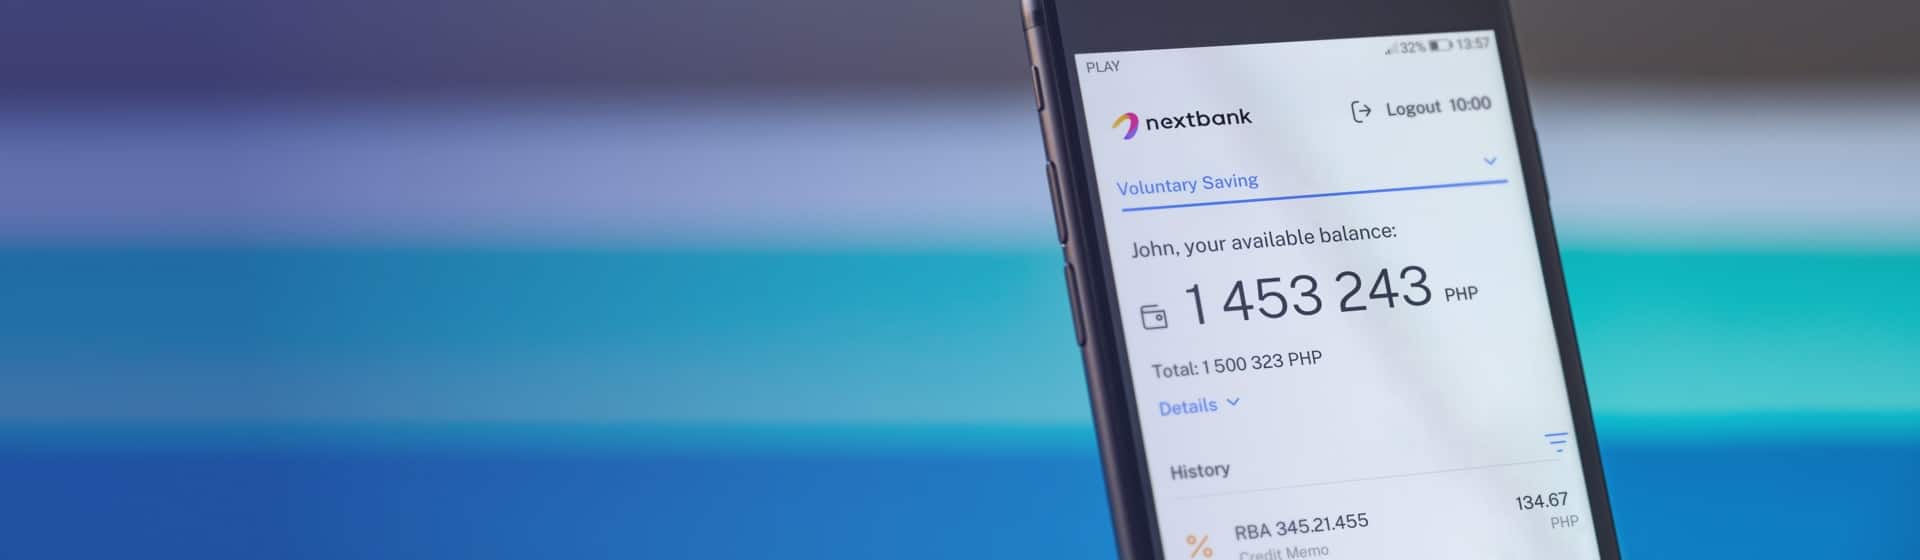 PLAY 32% 13:57
nextbank Logout 10:00
Voluntary Saving
John, your available balance:
1 453 243 PHP
Total: 1 500 323 PHP
Details
History
RBA 345.21.455 134.67
Credit Memo PHP